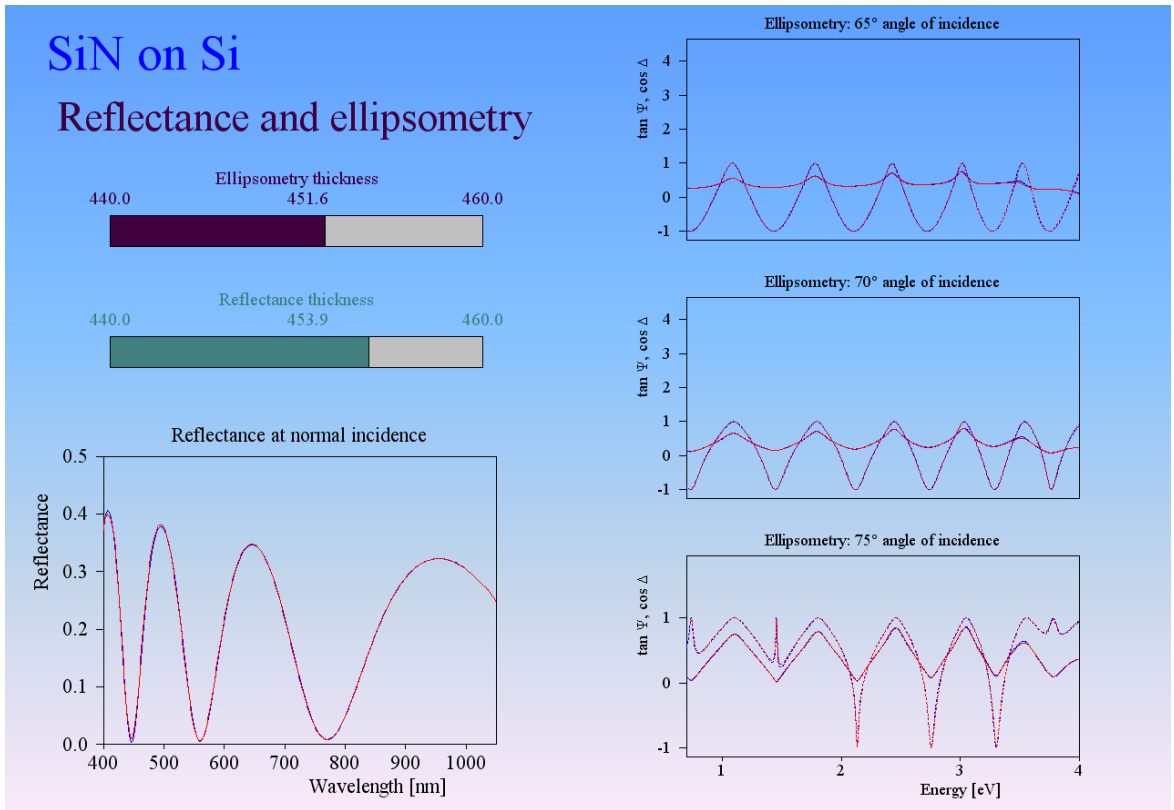 SiN on Si
Reflectance and ellipsometry
Ellipsometry thickness
440.0 451.6 460.0
Reflectance thickness
440.0 453.9 460.0
Reflectance at normal incidence
Reflectance
0.5
0.4
0.3
0.2
0.1
0.0
400 500 600 700 800 900 1000
Wavelength [nm]
Ellipsometry: 65° angle of incidence
tan Ψ, cos Δ
4
3
2
1
0
-1
Ellipsometry: 70° angle of incidence
tan Ψ, cos Δ
4
3
2
1
0
-1
Ellipsometry: 75° angle of incidence
tan Ψ, cos Δ
1
0
-1
1 2 3 4
Energy [eV]